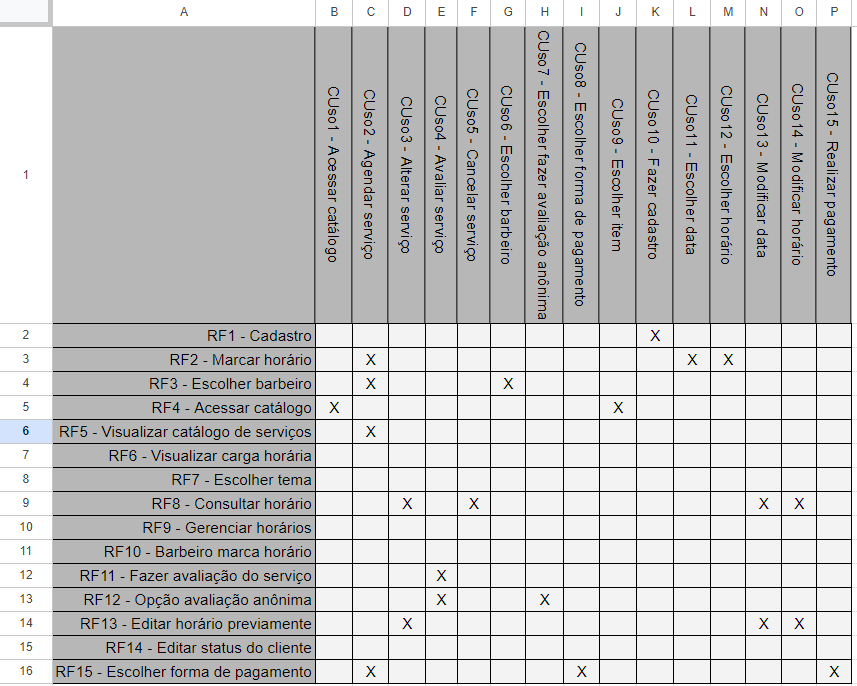 A B C D E F G H I J K L M N O P
1 CUso1 - Acessar catálogo CUso2 - Agendar serviço CUso3 - Alterar serviço CUso4 - Avaliar serviço CUso5 - Cancelar serviço CUso6 - Escolher barbeiro CUso7 - Escolher fazer avaliação anônima CUso8 - Escolher forma de pagamento CUso9 - Escolher item CUso10 - Fazer cadastro CUso11 - Escolher data CUso12 - Escolher horário CUso13 - Modificar data CUso14 - Modificar horário CUso15 - Realizar pagamento
2 RF1 - Cadastro X
3 RF2 - Marcar horário X X X
4 RF3 - Escolher barbeiro X X
5 RF4 - Acessar catálogo X X
6 RF5 - Visualizar catálogo de serviços X
7 RF6 - Visualizar carga horária
8 RF7 - Escolher tema
9 RF8 - Consultar horário X X X X
10 RF9 - Gerenciar horários
11 RF10 - Barbeiro marca horário
12 RF11 - Fazer avaliação do serviço X
13 RF12 - Opção avaliação anônima X X
14 RF13 - Editar horário previamente X X X
15 RF14 - Editar status do cliente
16 RF15 - Escolher forma de pagamento X X X